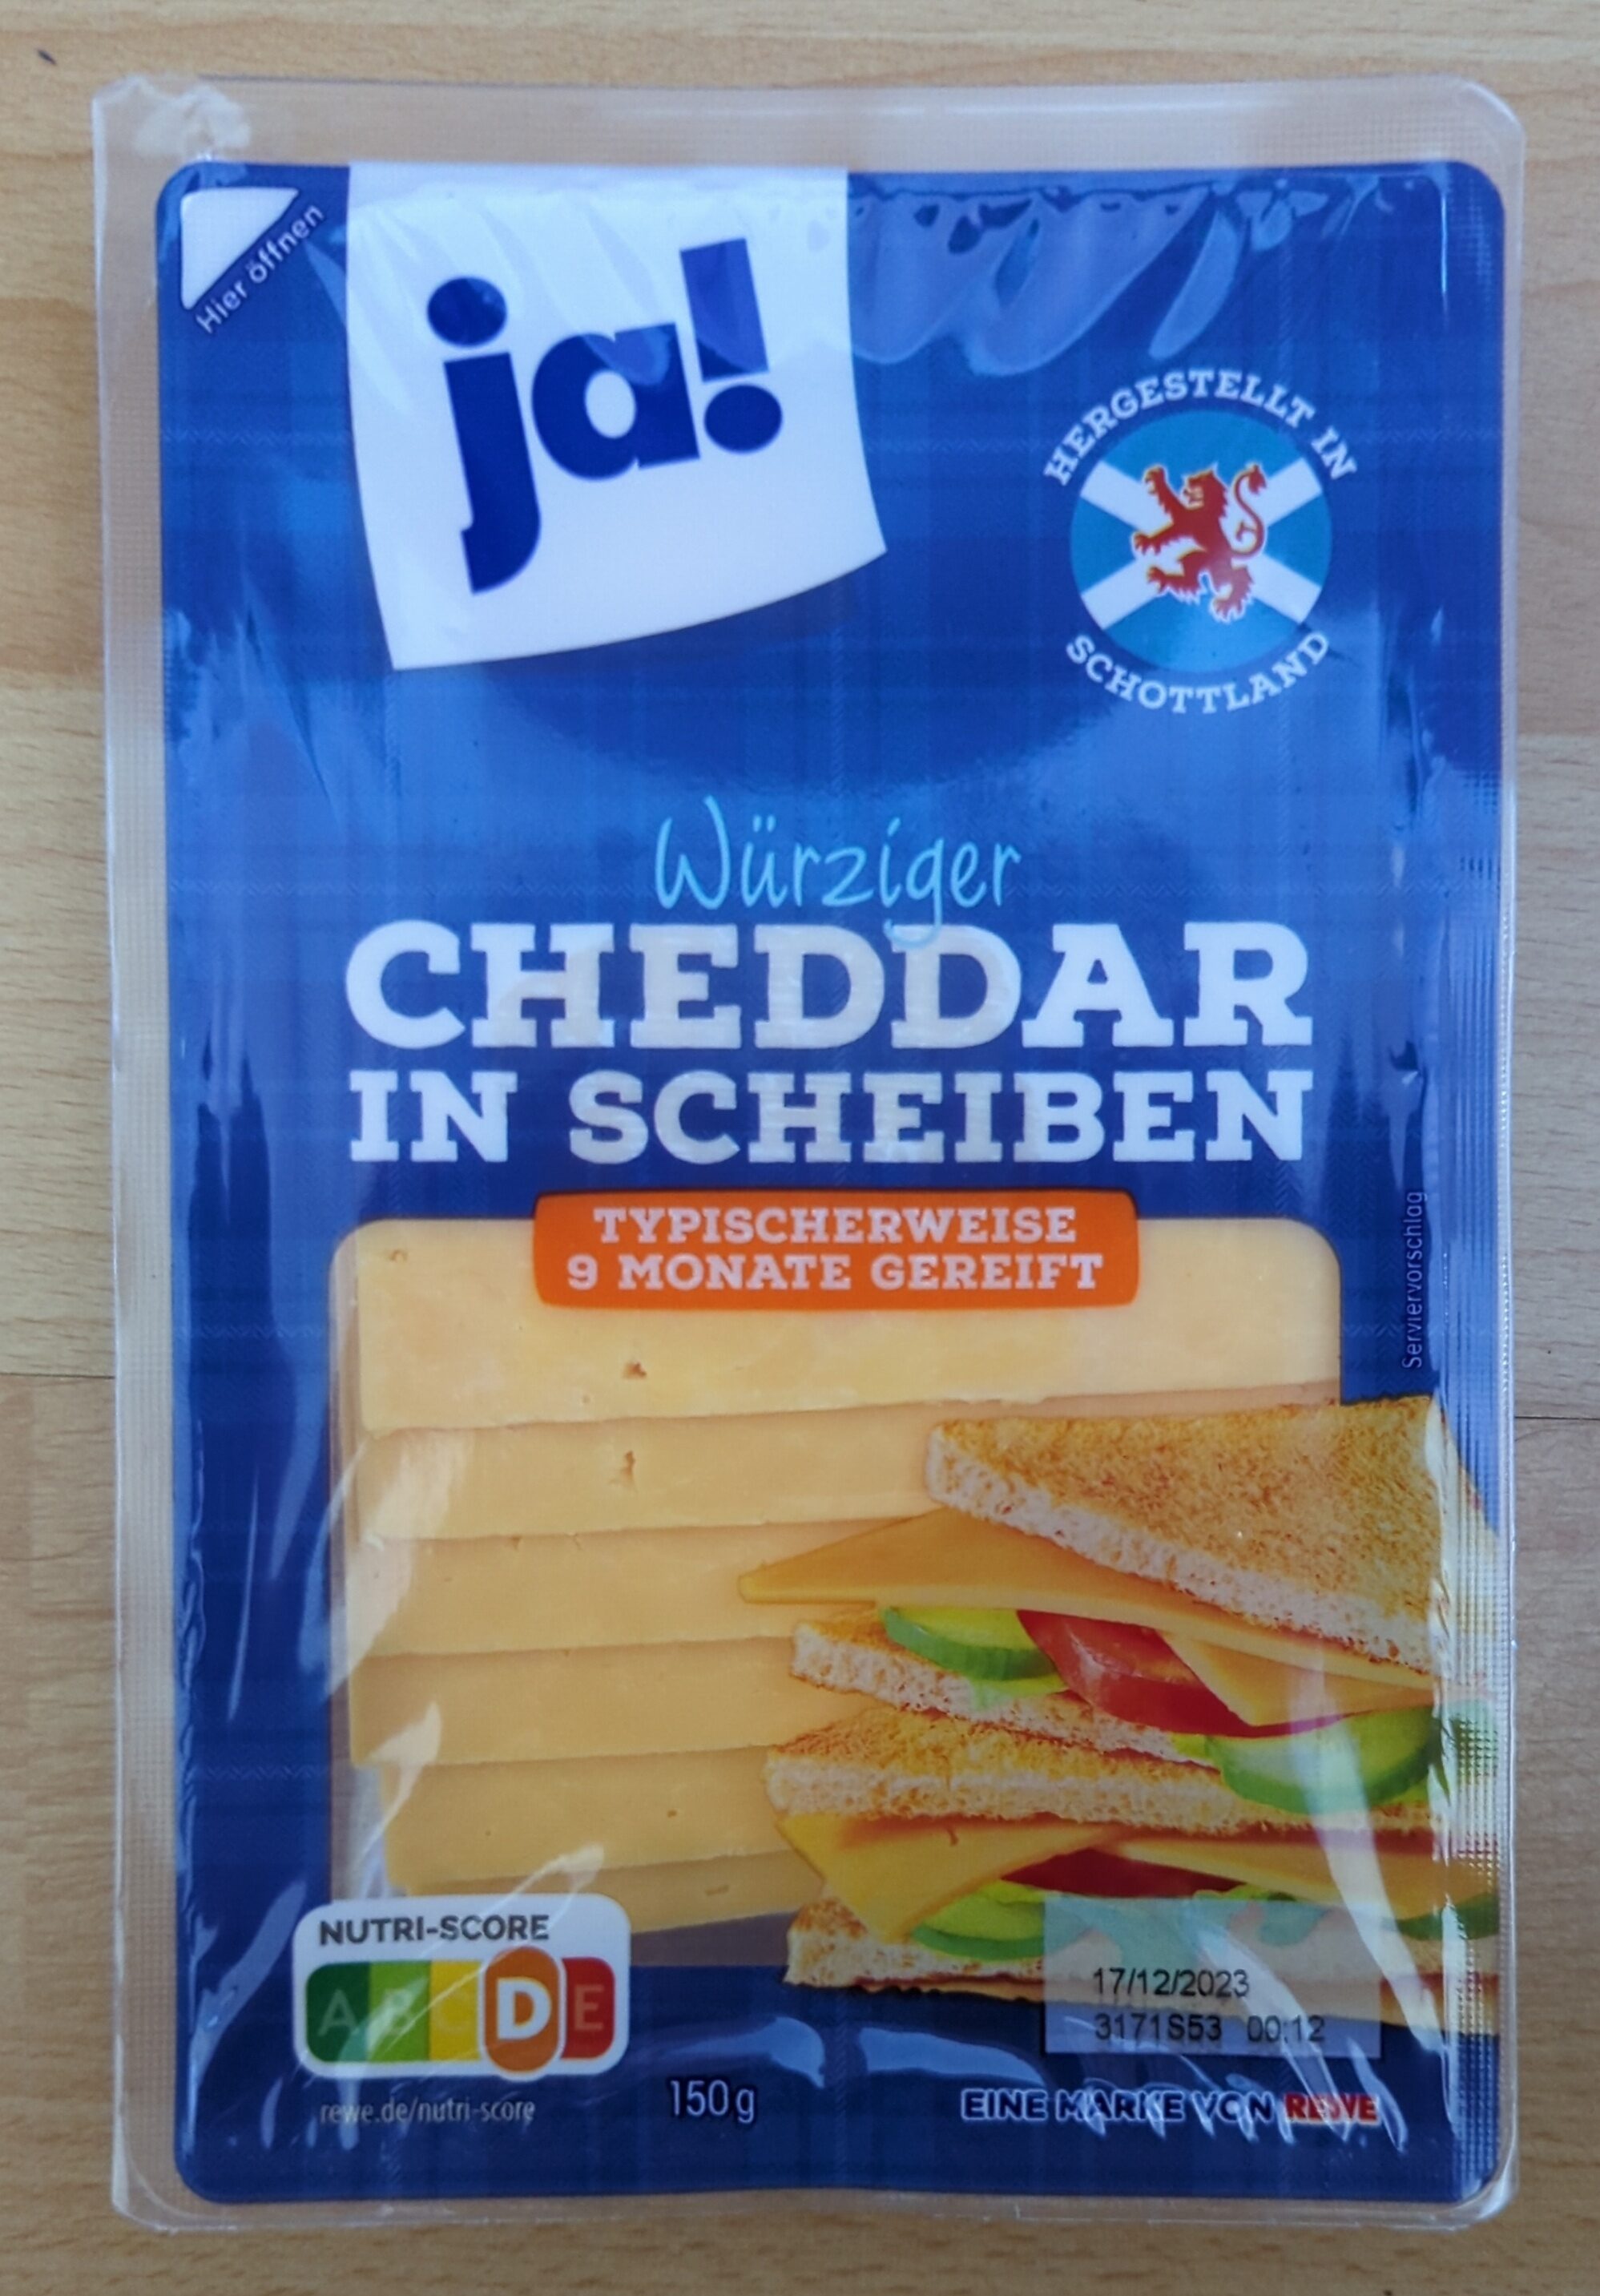 Hier öffnen
ja!
HERGESTELLT IN
SCHOTTLAND
Würziger
CHEDDAR
IN SCHEIBEN
TYPISCHERWEISE
9 MONATE GEREIFT
Serviervorschlag
NUTRI-SCORE
A B C D E
17/12/2023
3171S53 00:12
rewe.de/nutri-score
150g
EINE MARKE VON REWE